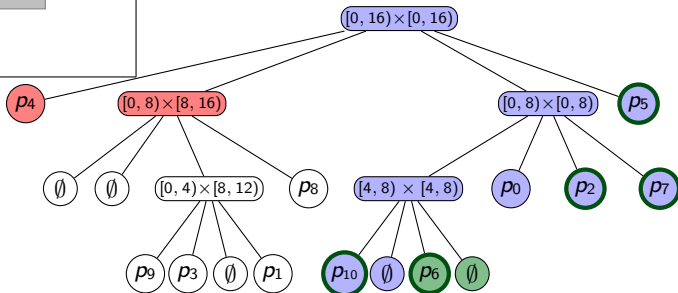 [0, 16)×[0, 16)
p4 [0, 8)×[8, 16) [0, 8)×[0, 8) p5
∅ ∅ [0, 4)×[8, 12) p8 [4, 8) × [4, 8) p0 p2 p7
p9 p3 ∅ p1 p10 ∅ p6 ∅